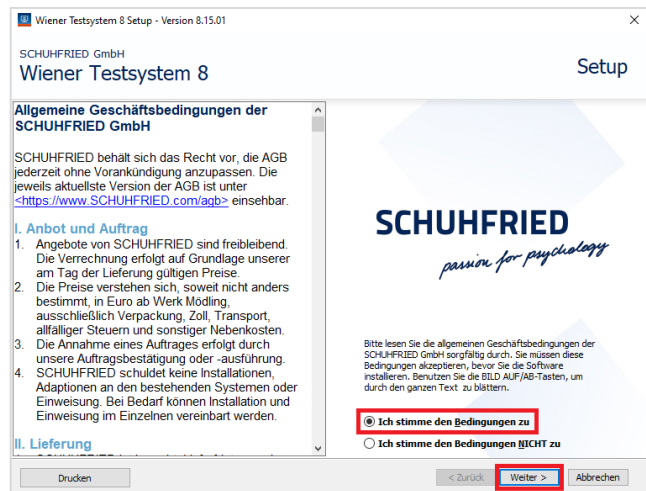 Wiener Testsystem 8 Setup - Version 8.15.01
SCHUHFRIED GmbH
Wiener Testsystem 8
Setup
Allgemeine Geschäftsbedingungen der
SCHUHFRIED GmbH
SCHUHFRIED behält sich das Recht vor, die AGB
jederzeit ohne Vorankündigung anzupassen. Die
jeweils aktuellste Version der AGB ist unter
<https://www.SCHUHFRIED.com/agb> einsehbar.
I. Anbot und Auftrag
1. Angebote von SCHUHFRIED sind freibleibend.
Die Verrechnung erfolgt auf Grundlage unserer
am Tag der Lieferung gültigen Preise.
2. Die Preise verstehen sich, soweit nicht anders
bestimmt, in Euro ab Werk Mödling,
ausschließlich Verpackung, Zoll, Transport,
allfälliger Steuern und sonstiger Nebenkosten.
3. Die Annahme eines Auftrages erfolgt durch
unsere Auftragsbestätigung oder -ausführung.
4. SCHUHFRIED schuldet keine Installationen,
Adaptionen an den bestehenden Systemen oder
Einweisung. Bei Bedarf können Installation und
Einweisung im Einzelnen vereinbart werden.
II. Lieferung
SCHUHFRIED
passion for psychology
Bitte lesen Sie die allgemeinen Geschäftsbedingungen der
SCHUHFRIED GmbH sorgfältig durch. Sie müssen diese
Bedingungen akzeptieren, bevor Sie die Software
installieren. Benutzen Sie die BILD AUF/AB-Tasten, um
durch den ganzen Text zu blättern.
Ich stimme den Bedingungen zu
Ich stimme den Bedingungen NICHT zu
Drucken
< Zurück
Weiter >
Abbrechen